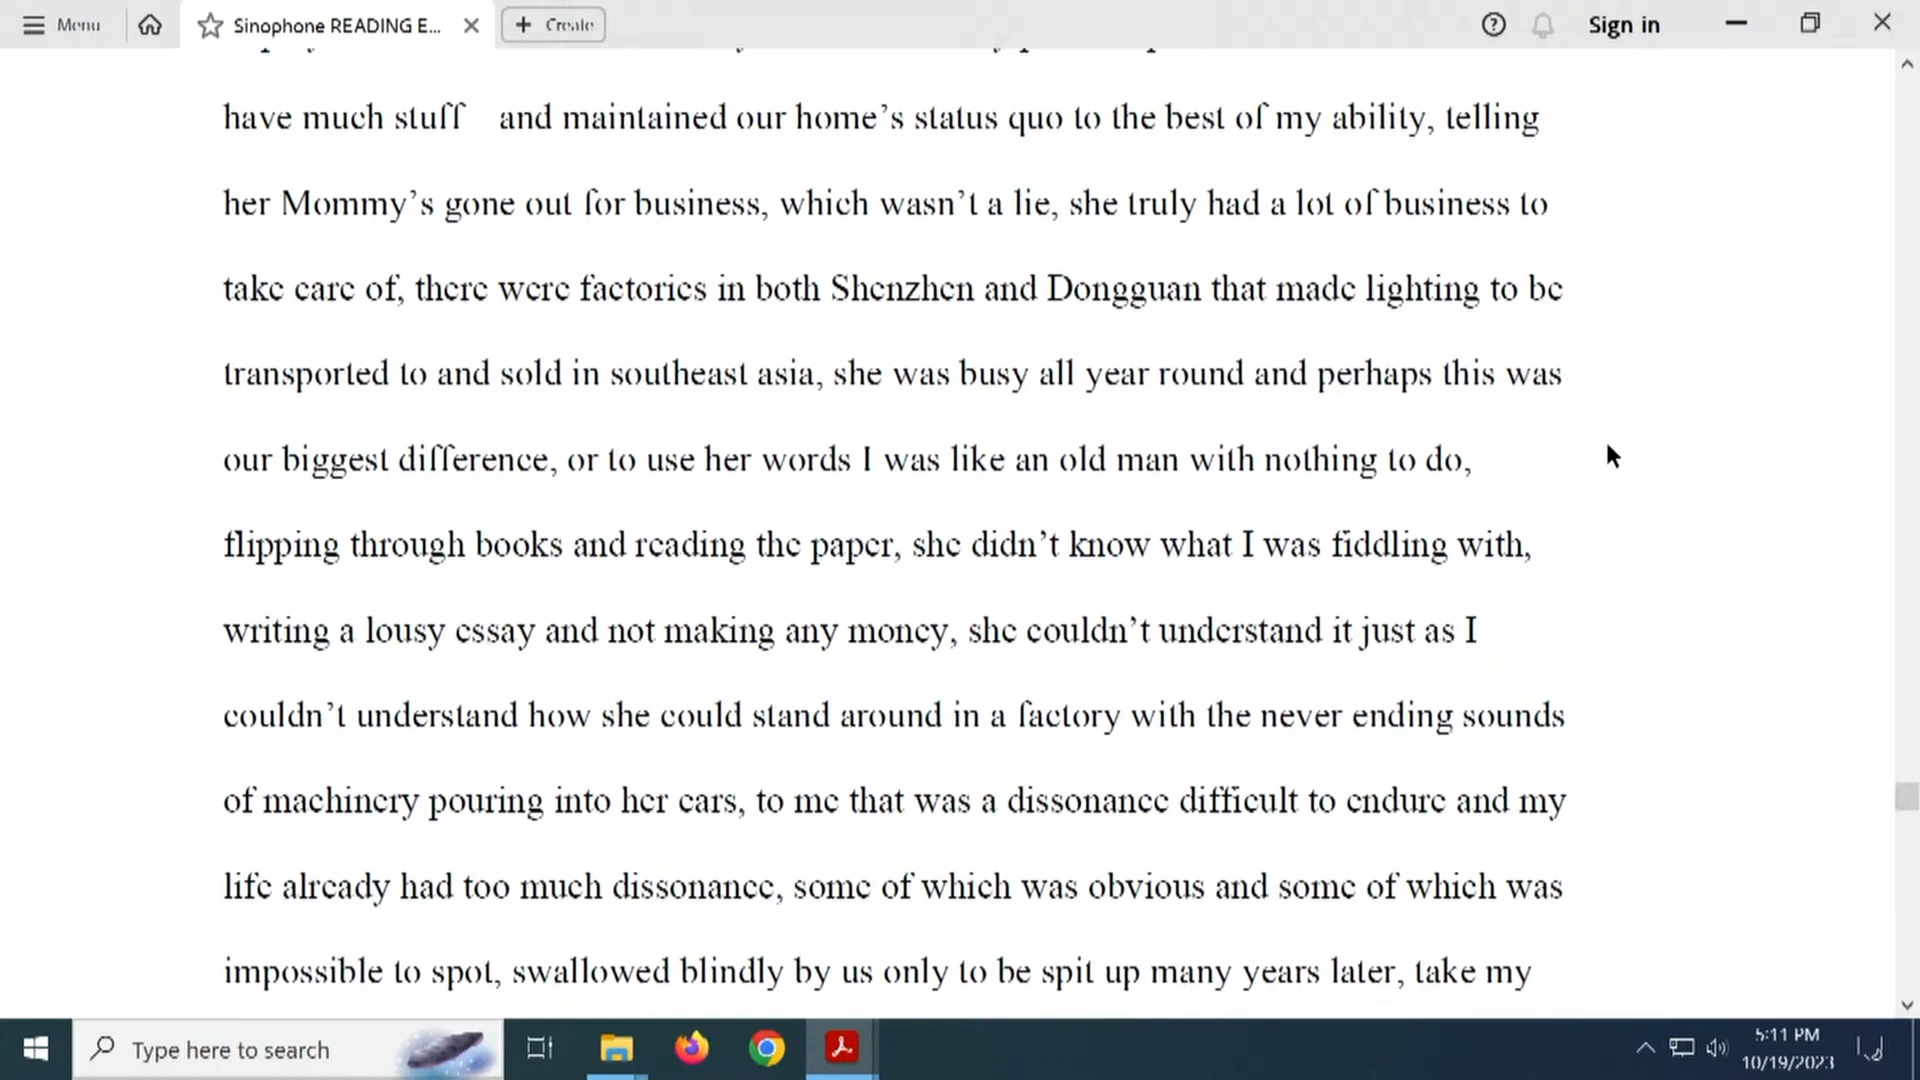 Menu
Sinophone READING E...
Create
Sign in
have much stuff and maintained our home’s status quo to the best of my ability, telling
her Mommy’s gone out for business, which wasn’t a lie, she truly had a lot of business to
take care of, there were factories in both Shenzhen and Dongguan that made lighting to be
transported to and sold in southeast asia, she was busy all year round and perhaps this was
our biggest difference, or to use her words I was like an old man with nothing to do,
flipping through books and reading the paper, she didn’t know what I was fiddling with,
writing a lousy essay and not making any money, she couldn’t understand it just as I
couldn’t understand how she could stand around in a factory with the never ending sounds
of machinery pouring into her ears, to me that was a dissonance difficult to endure and my
life already had too much dissonance, some of which was obvious and some of which was
impossible to spot, swallowed blindly by us only to be spit up many years later, take my
Type here to search
5:11 PM
10/19/2023